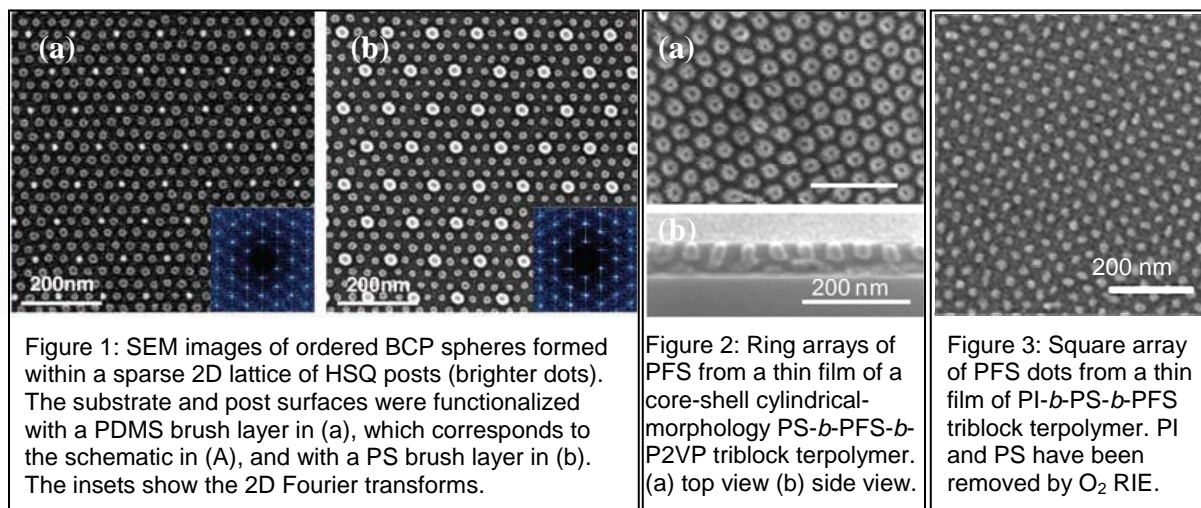 (a)
(b)
200nm
200nm
Figure 1: SEM images of ordered BCP spheres formed
within a sparse 2D lattice of HSQ posts (brighter dots).
The substrate and post surfaces were functionalized
with a PDMS brush layer in (a), which corresponds to
the schematic in (A), and with a PS brush layer in (b).
The insets show the 2D Fourier transforms.
(a)
(b)
200 nm
Figure 2: Ring arrays of
PFS from a thin film of a
core-shell cylindrical-
morphology PS-b-PFS-b-
P2VP triblock terpolymer.
(a) top view (b) side view.
200 nm
Figure 3: Square array
of PFS dots from a thin
film of PI-b-PS-b-PFS
triblock terpolymer. PI
and PS have been
removed by O2 RIE.